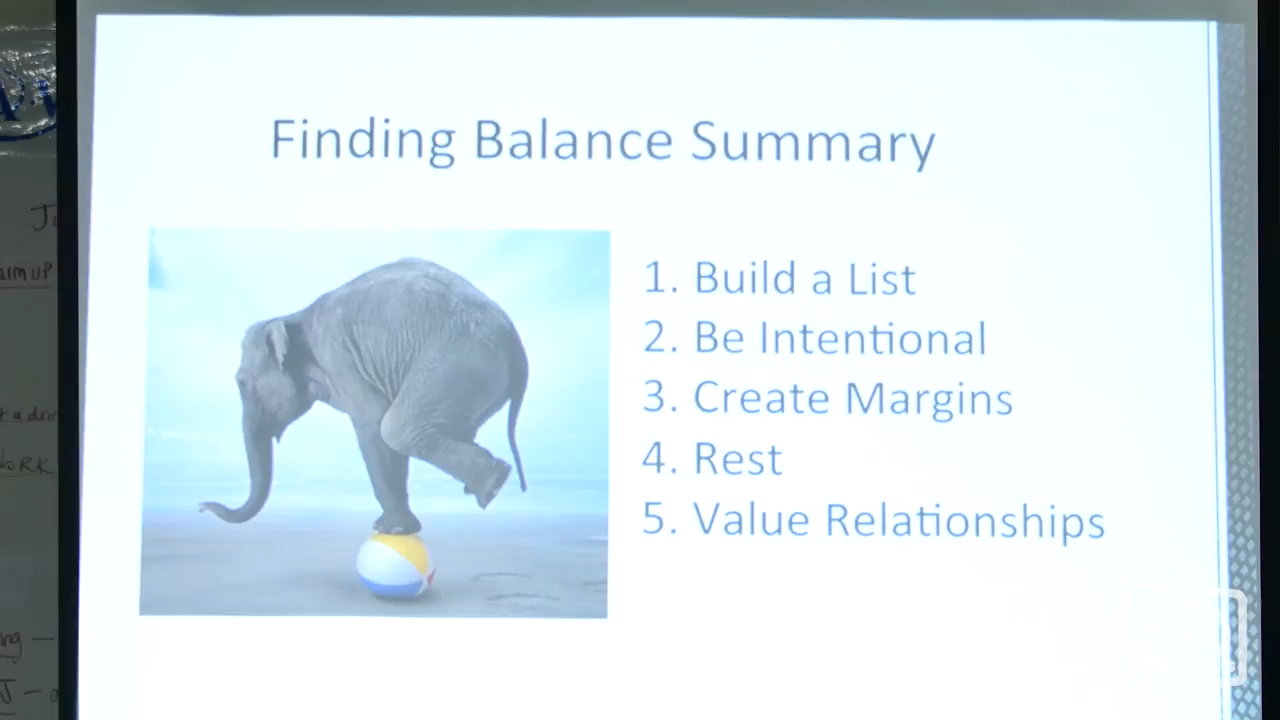 Finding Balance Summary
1. Build a List
2. Be Intentional
3. Create Margins
4. Rest
5. Value Relationships